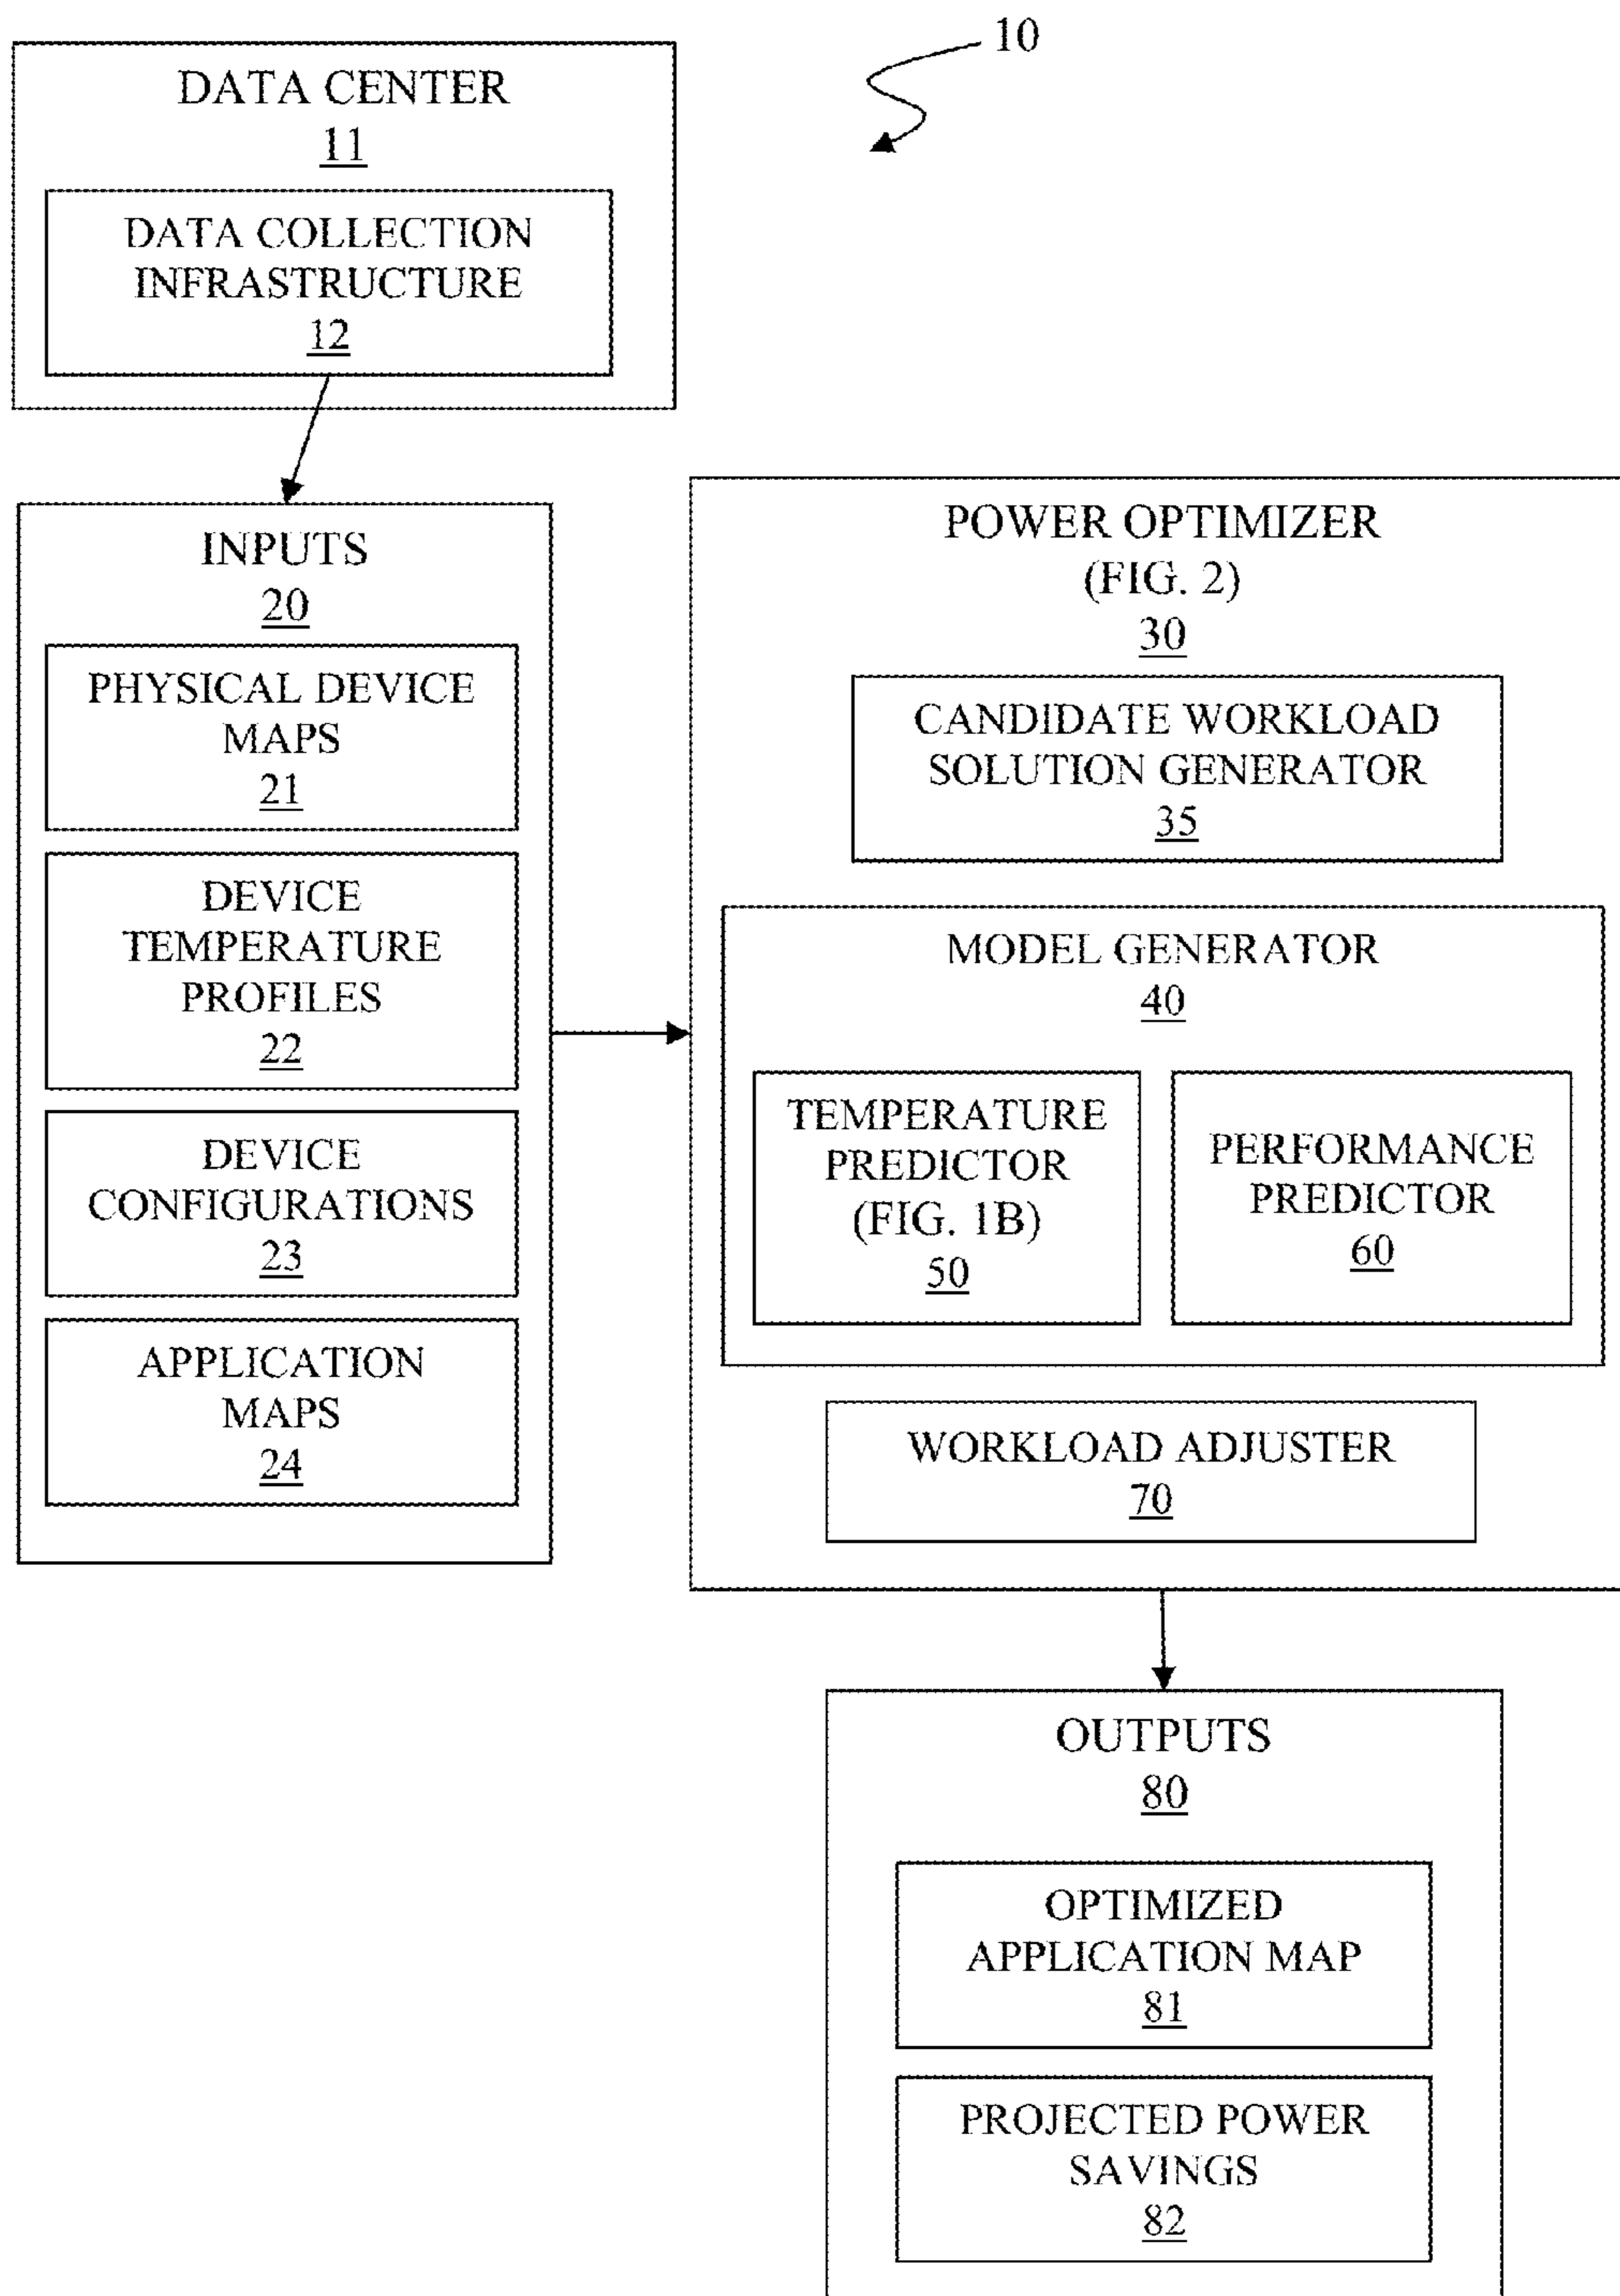 10
DATA CENTER
11
DATA COLLECTION
INFRASTRUCTURE
12
INPUTS
20
PHYSICAL DEVICE
MAPS
21
DEVICE
TEMPERATURE
PROFILES
22
DEVICE
CONFIGURATIONS
23
APPLICATION
MAPS
24
POWER OPTIMIZER
(FIG. 2)
30
CANDIDATE WORKLOAD
SOLUTION GENERATOR
35
MODEL GENERATOR
40
TEMPERATURE
PREDICTOR
(FIG. 1B)
50
PERFORMANCE
PREDICTOR
60
WORKLOAD ADJUSTER
70
OUTPUTS
80
OPTIMIZED
APPLICATION MAP
81
PROJECTED POWER
SAVINGS
82